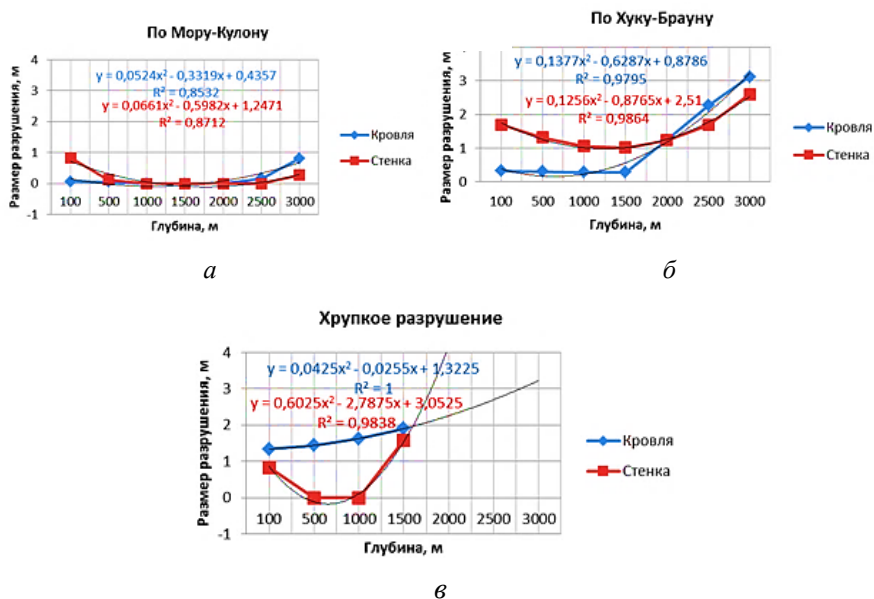 По Мору-Кулону
Размер разрушения, м
4
3
2
1
0
-1
y = 0,0524x² - 0,3319x + 0,4357
R² = 0,8532
y = 0,0661x² - 0,5982x + 1,2471
R² = 0,8712
100 500 1000 1500 2000 2500 3000
Глубина, м
Кровля
Стенка
а
По Хуку-Брауну
Размер разрушения, м
3
2
1
0
y = 0,1377x² - 0,6287x + 0,8786
R² = 0,9795
y = 0,1256x² - 0,8765x + 2,51
R² = 0,9864
100 500 1000 1500 2000 2500 3000
Глубина, м
Кровля
Стенка
б
Хрупкое разрушение
Размер разрушения, м
4
3
2
1
0
-1
y = 0,0425x² - 0,0255x + 1,3225
R² = 1
y = 0,6025x² - 2,7875x + 3,0525
R² = 0,9838
100 500 1000 1500 2000 2500 3000
Глубина, м
Кровля
Стенка
в